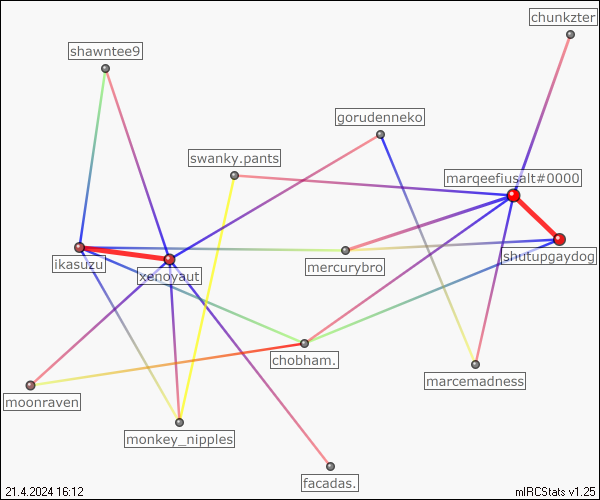 chunkzter
shawntee9
gorudenneko
swanky.pants
marqeefiusalt#0000
ikasuzu
xenoyaut
mercurybro
shutupgaydog
chobham.
marcemadness
moonraven
monkey_nipples
facadas.
21.4.2024 16:12
mIRCStats v1.25